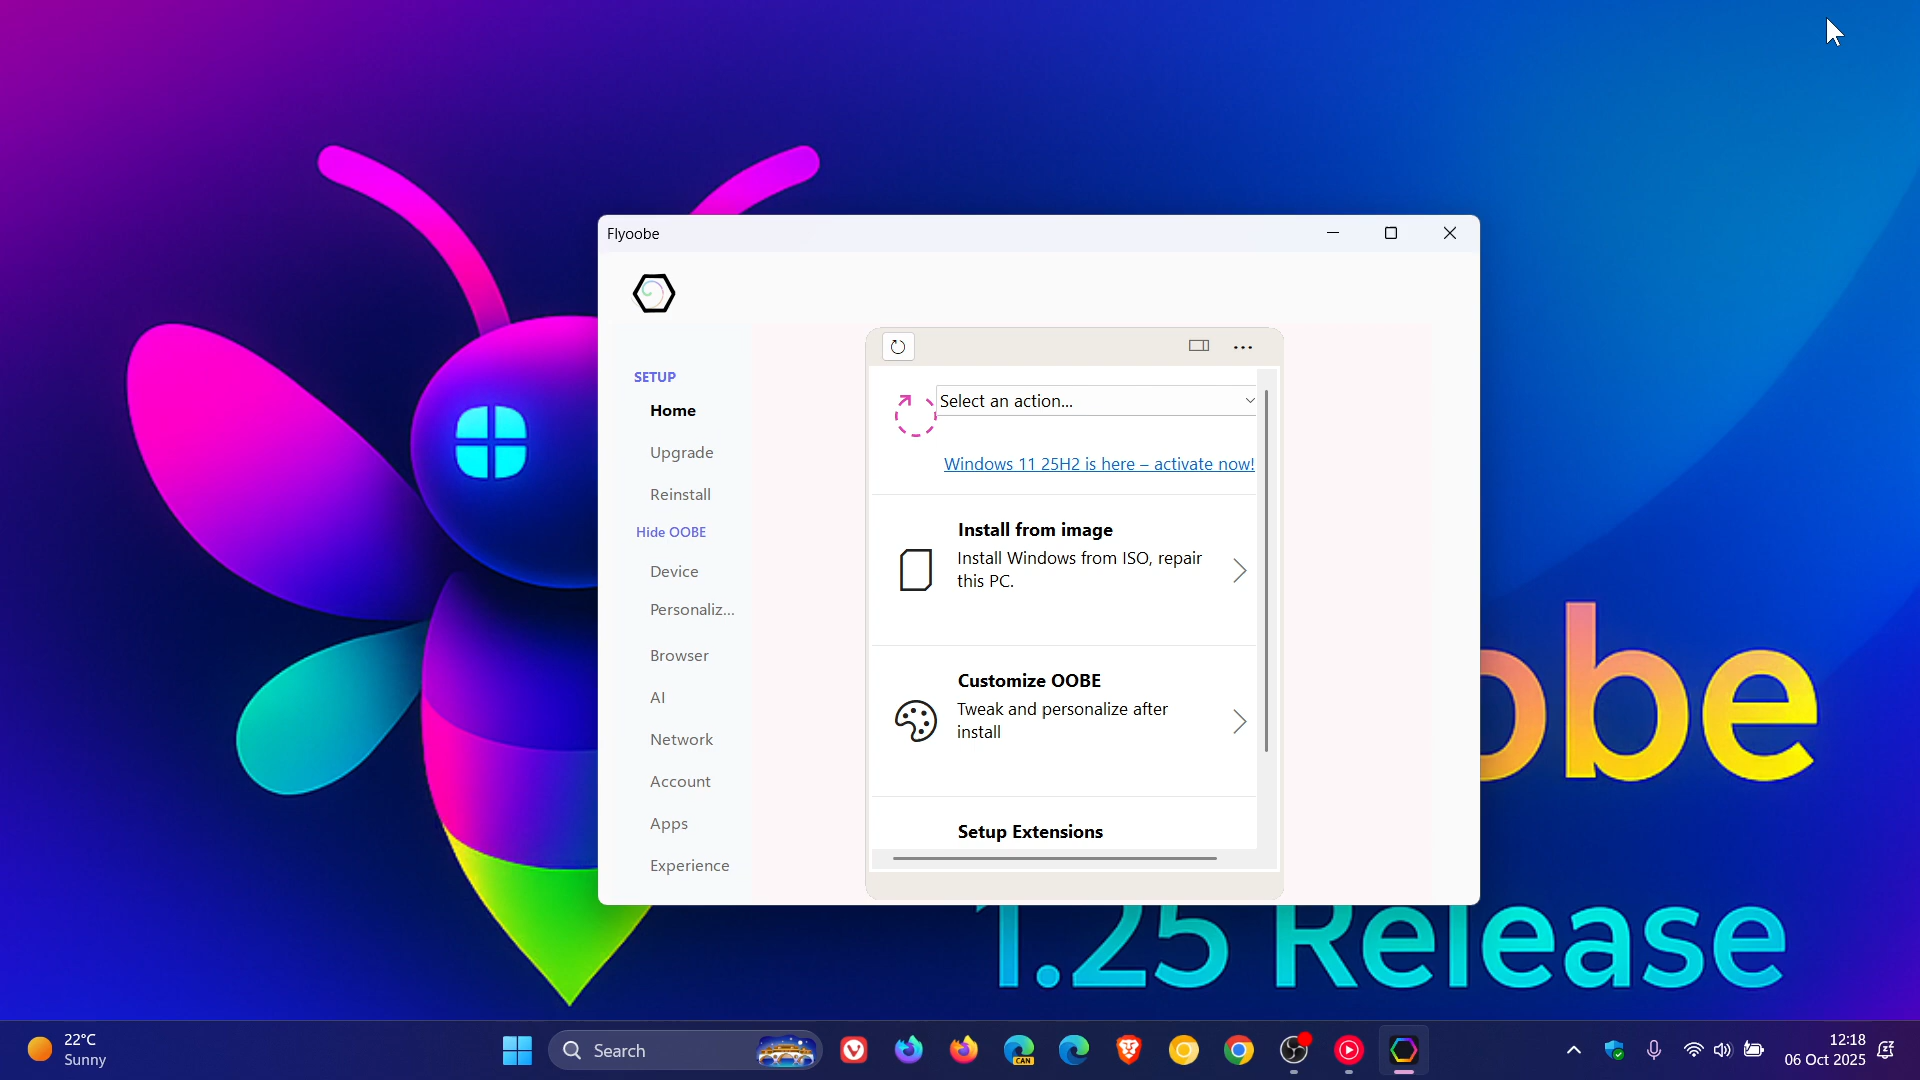 Flyoobe
SETUP
Home
Upgrade
Reinstall
Hide OOBE
Device
Personaliz...
Browser
AI
Network
Account
Apps
Experience
Select an action...
Windows 11 25H2 is here – activate now!
Install from image
Install Windows from ISO, repair
this PC.
Customize OOBE
Tweak and personalize after
install
Setup Extensions
obe
1.25 Release
22°C
Sunny
Search
CAN
12:18
06 Oct 2025